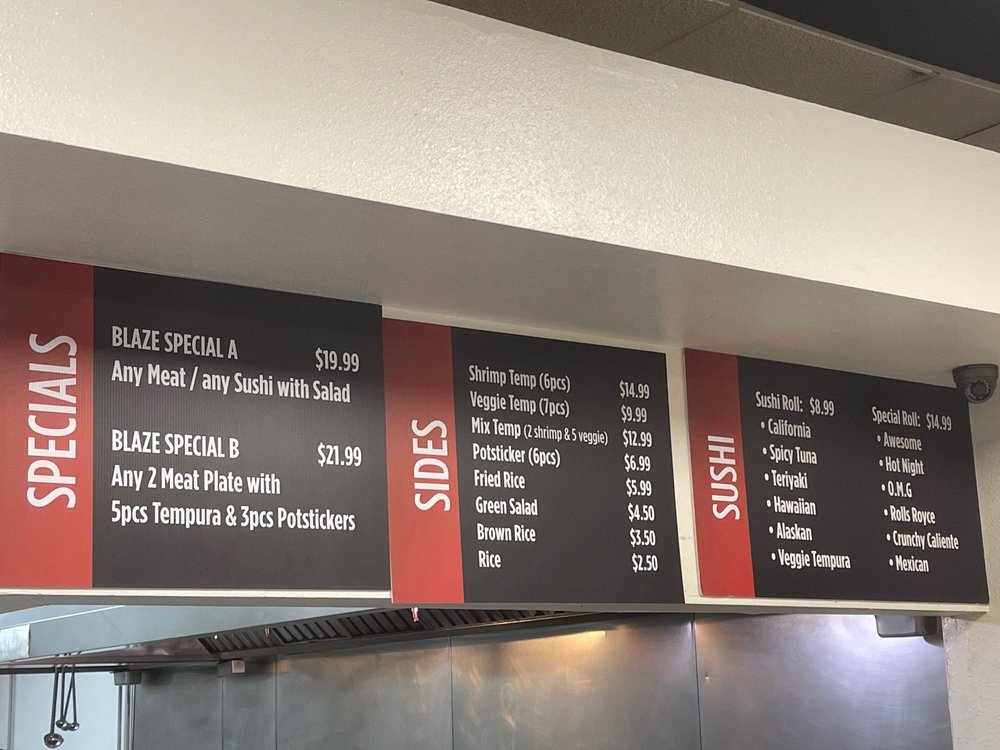 SPECIALS
BLAZE SPECIAL A $19.99
Any Meat / any Sushi with Salad
BLAZE SPECIAL B $21.99
Any 2 Meat Plate with
5pcs Tempura & 3pcs Potstickers
SIDES
Shrimp Temp (6pcs) $14.99
Veggie Temp (7pcs) $9.99
Mix Temp (2 shrimp & 5 veggie) $12.99
Potsticker (6pcs) $6.99
Fried Rice $5.99
Green Salad $4.50
Brown Rice $3.50
Rice $2.50
SUSHI
Sushi Roll: $8.99
• California
• Spicy Tuna
• Teriyaki
• Hawaiian
• Alaskan
• Veggie Tempura
Special Roll: $14.99
• Awesome
• Hot Night
• O.M.G
• Rolls Royce
• Crunchy Caliente
• Mexican